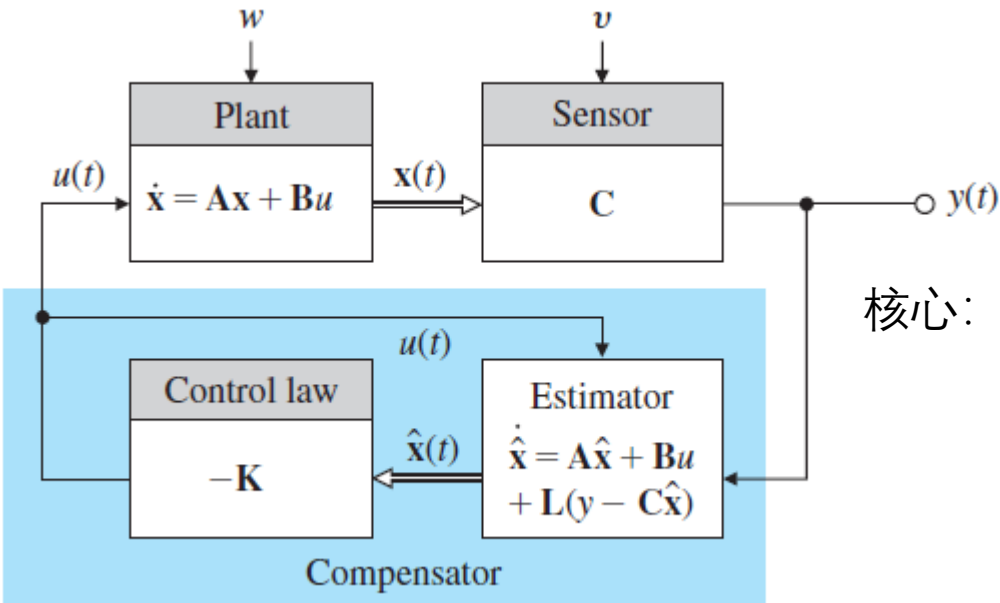 w
v
Plant
Sensor
u(t)
ẋ = Ax + Bu
x(t)
C
y(t)
核心：
u(t)
Control law
Estimator
x̂(t)
−K
x̂̇ = Ax̂ + Bu
+ L(y − Cx̂)
Compensator